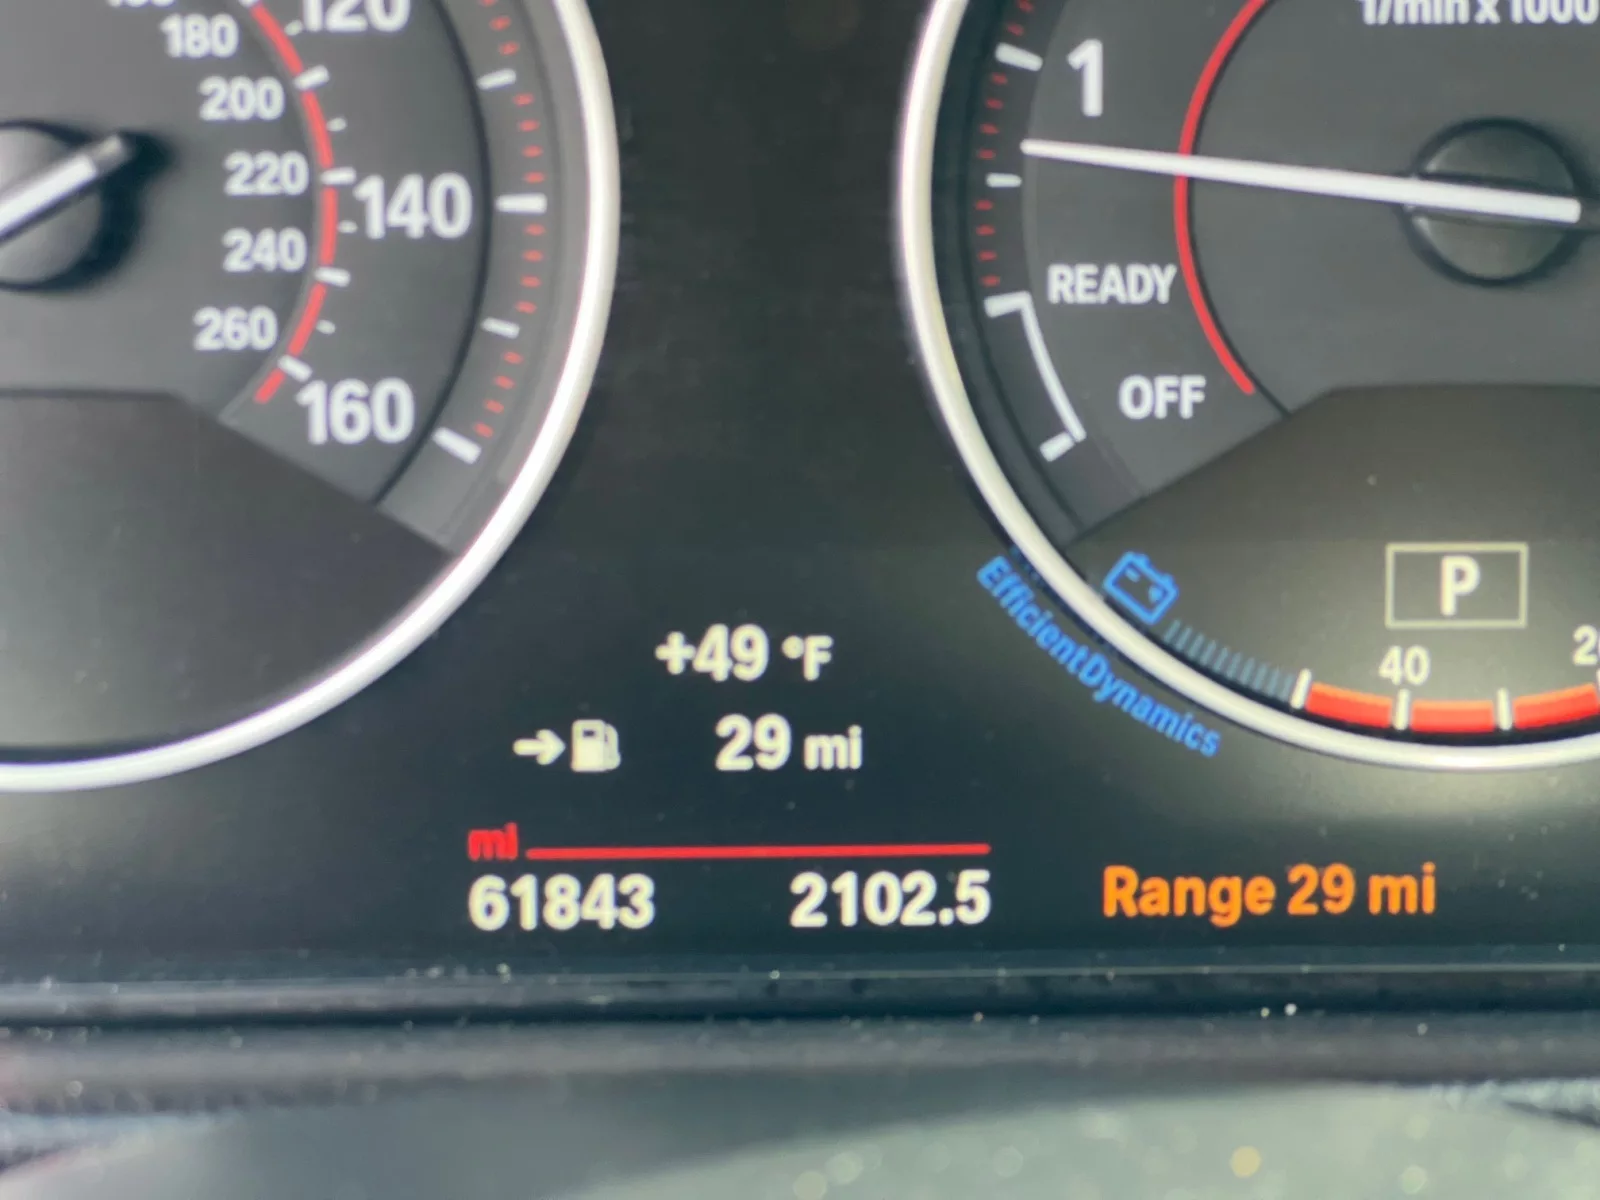 120
180
200
220
240
260
140
160
1/min x 1000
1
READY
OFF
P
40
EfficientDynamics
+49 °F
29 mi
mi
61843 2102.5
Range 29 mi